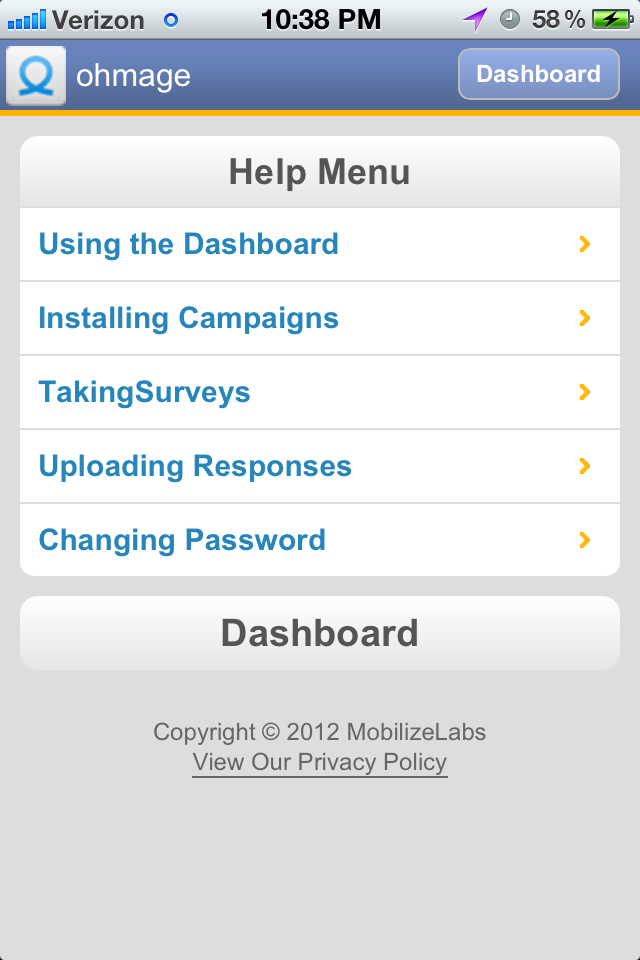 Verizon 10:38 PM 58 %
ohmage Dashboard
Help Menu
Using the Dashboard
Installing Campaigns
TakingSurveys
Uploading Responses
Changing Password
Dashboard
Copyright © 2012 MobilizeLabs
View Our Privacy Policy